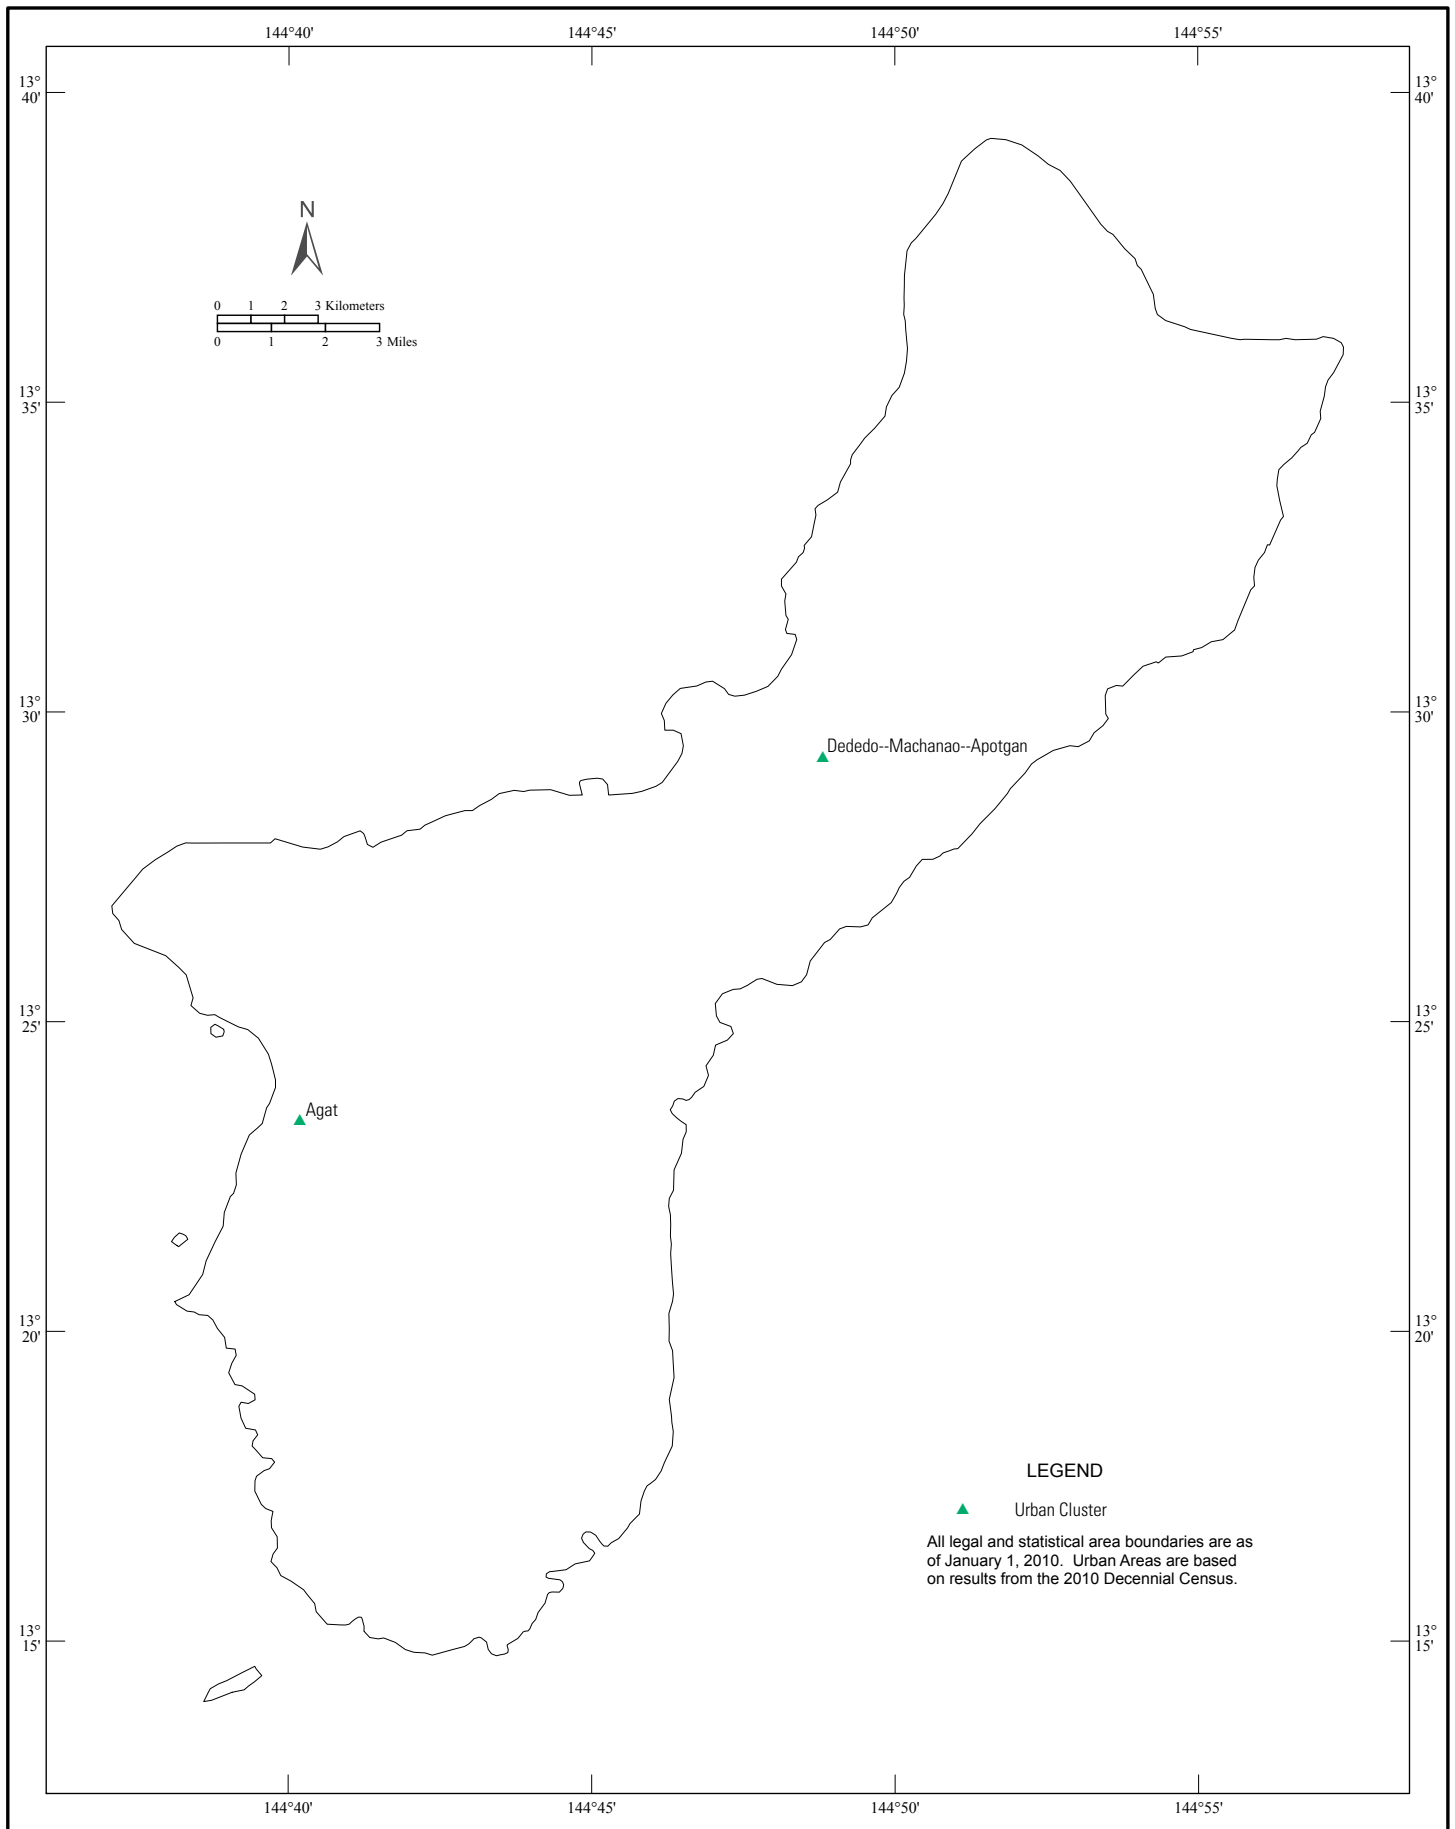 144°40' 144°45' 144°50' 144°55'
13°
40'
13°
40'
N
0 1 2 3 Kilometers
0 1 2 3 Miles
13°
35'
13°
35'
13°
30'
13°
30'
Dededo--Machanao--Apotgan
13°
25'
13°
25'
Agat
13°
20'
13°
20'
LEGEND
Urban Cluster
All legal and statistical area boundaries are as
of January 1, 2010. Urban Areas are based
on results from the 2010 Decennial Census.
13°
15'
13°
15'
144°40' 144°45' 144°50' 144°55'